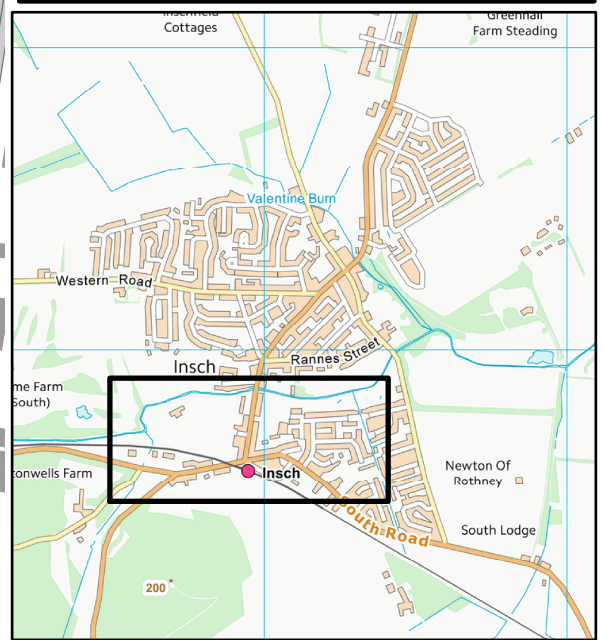 Cottages
Greenhall
Farm Steading
Valentine Burn
Western Road
Rannes Street
Insch
me Farm
South)
tonwells Farm
Insch
Newton Of
Rothney
South Road
South Lodge
200